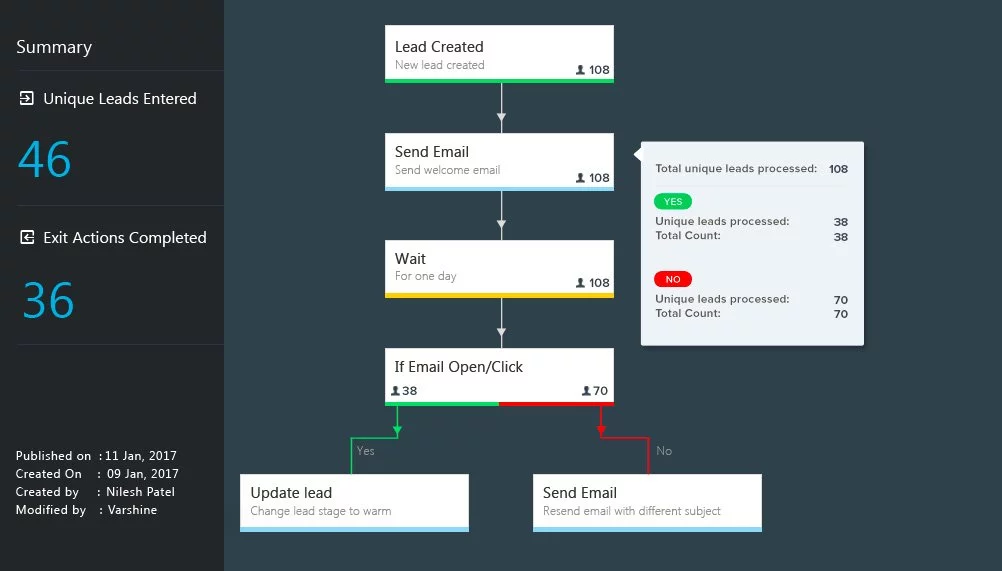 Summary
Unique Leads Entered
46
Exit Actions Completed
36
Published on : 11 Jan, 2017
Created On : 09 Jan, 2017
Created by : Nilesh Patel
Modified by : Varshine
Lead Created
New lead created
108
Send Email
Send welcome email
108
Wait
For one day
108
If Email Open/Click
38 70
Yes No
Update lead
Change lead stage to warm
Send Email
Resend email with different subject
Total unique leads processed: 108
YES
Unique leads processed: 38
Total Count: 38
NO
Unique leads processed: 70
Total Count: 70